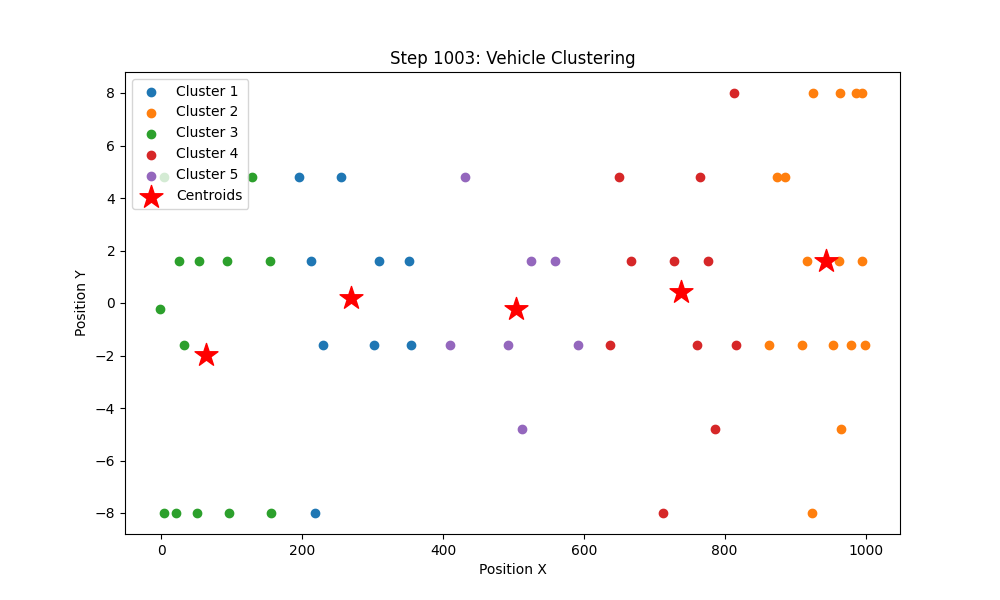 Step 1003: Vehicle Clustering
Cluster 1
Cluster 2
Cluster 3
Cluster 4
Cluster 5
Centroids
Position Y
8
6
4
2
0
−2
−4
−6
−8
0 200 400 600 800 1000
Position X